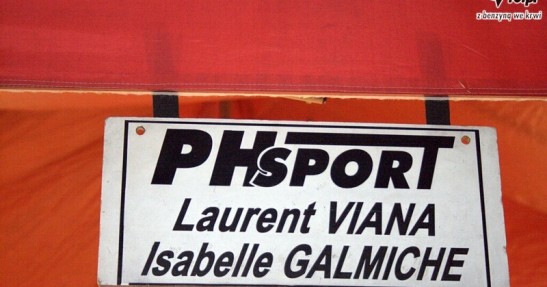 z benzyną we krwi
PHSPORT
Laurent VIANA
Isabelle GALMICHE